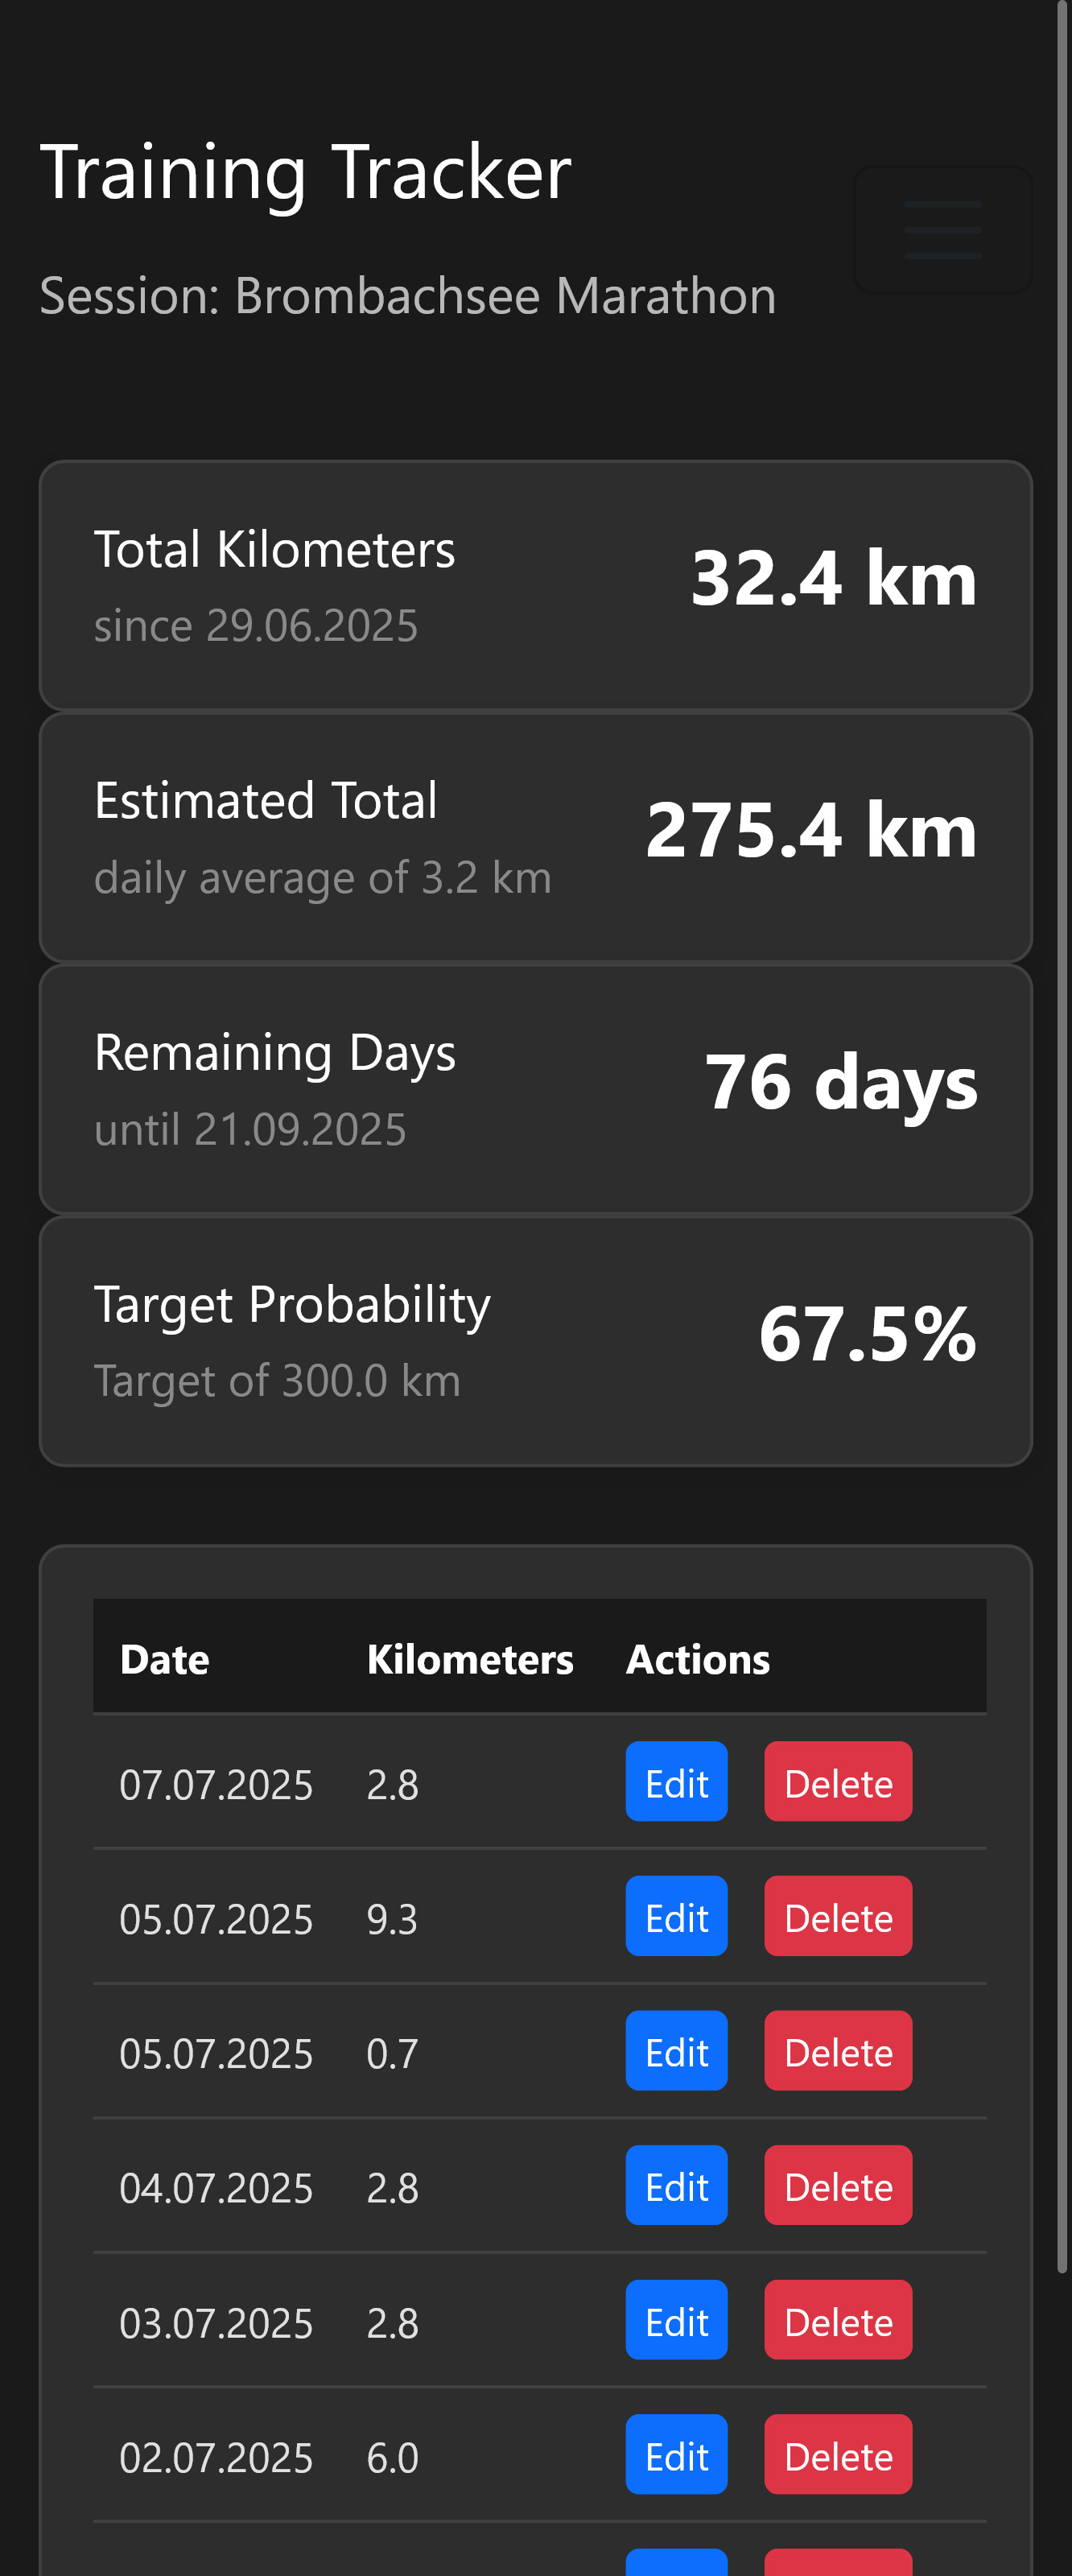 Training Tracker
Session: Brombachsee Marathon
Total Kilometers
32.4 km
since 29.06.2025
Estimated Total
275.4 km
daily average of 3.2 km
Remaining Days
76 days
until 21.09.2025
Target Probability
67.5%
Target of 300.0 km
Date Kilometers Actions
07.07.2025 2.8 Edit Delete
05.07.2025 9.3 Edit Delete
05.07.2025 0.7 Edit Delete
04.07.2025 2.8 Edit Delete
03.07.2025 2.8 Edit Delete
02.07.2025 6.0 Edit Delete